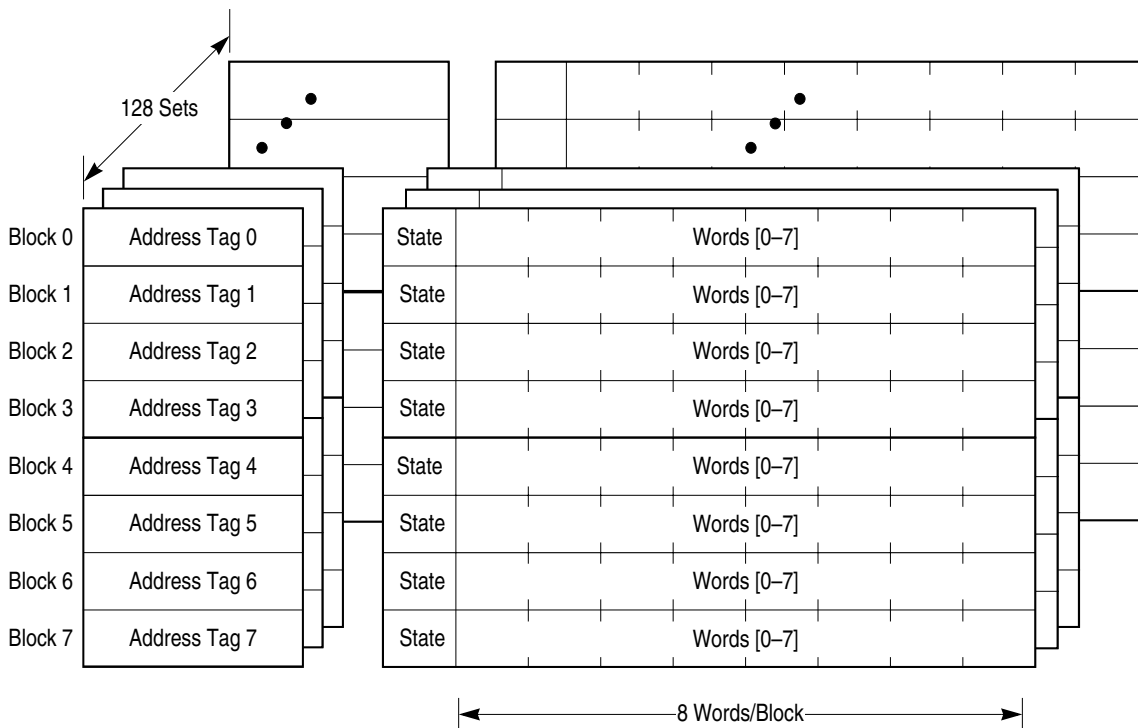 128 Sets
Block 0 Address Tag 0 State Words [0–7]
Block 1 Address Tag 1 State Words [0–7]
Block 2 Address Tag 2 State Words [0–7]
Block 3 Address Tag 3 State Words [0–7]
Block 4 Address Tag 4 State Words [0–7]
Block 5 Address Tag 5 State Words [0–7]
Block 6 Address Tag 6 State Words [0–7]
Block 7 Address Tag 7 State Words [0–7]
8 Words/Block